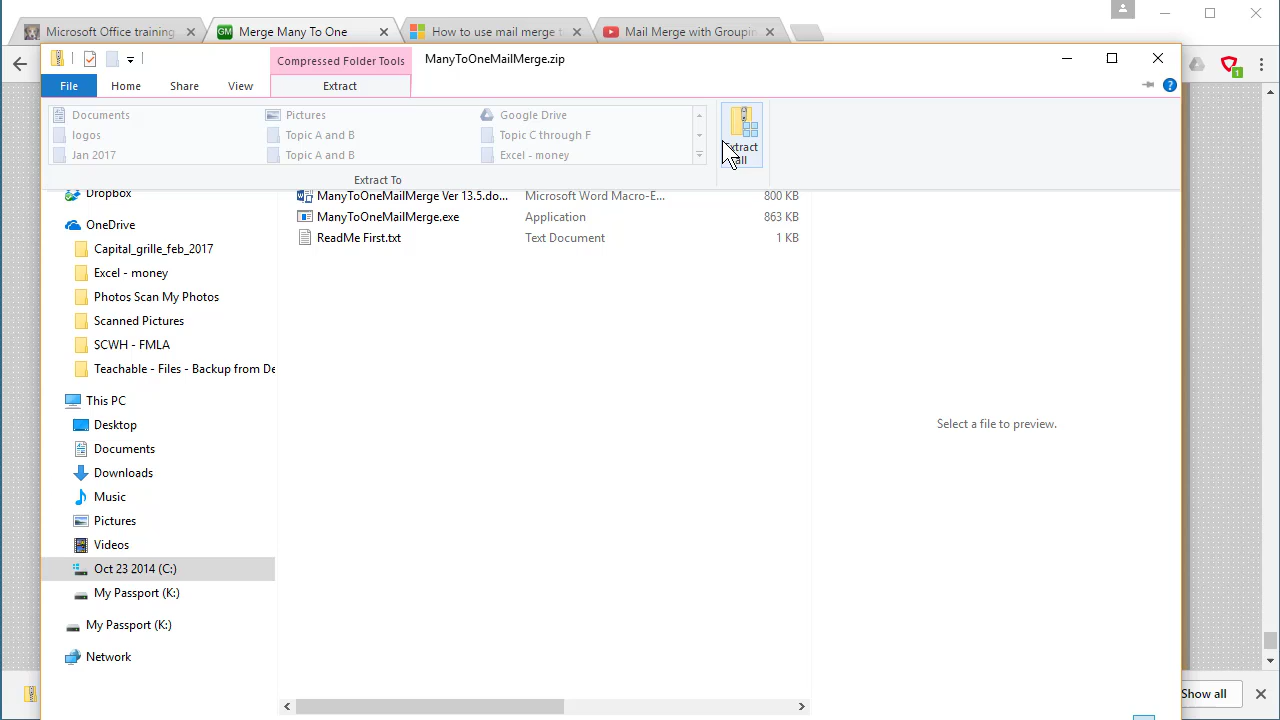 Microsoft Office training
Merge Many To One
How to use mail merge t
Mail Merge with Groupin
Compressed Folder Tools
ManyToOneMailMerge.zip
File
Home
Share
View
Extract
Documents
Pictures
Google Drive
logos
Topic A and B
Topic C through F
Jan 2017
Topic A and B
Excel - money
Extract To
1
Dropbox
ManyToOneMailMerge Ver 13.5.do...
Microsoft Word Macro-E...
800 KB
OneDrive
ManyToOneMailMerge.exe
Application
863 KB
Capital_grille_feb_2017
ReadMe First.txt
Text Document
1 KB
Excel - money
Photos Scan My Photos
Scanned Pictures
SCWH - FMLA
Teachable - Files - Backup from De
This PC
Desktop
Select a file to preview.
Documents
Downloads
Music
Pictures
Videos
Oct 23 2014 (C:)
My Passport (K:)
My Passport (K:)
Network
Show all